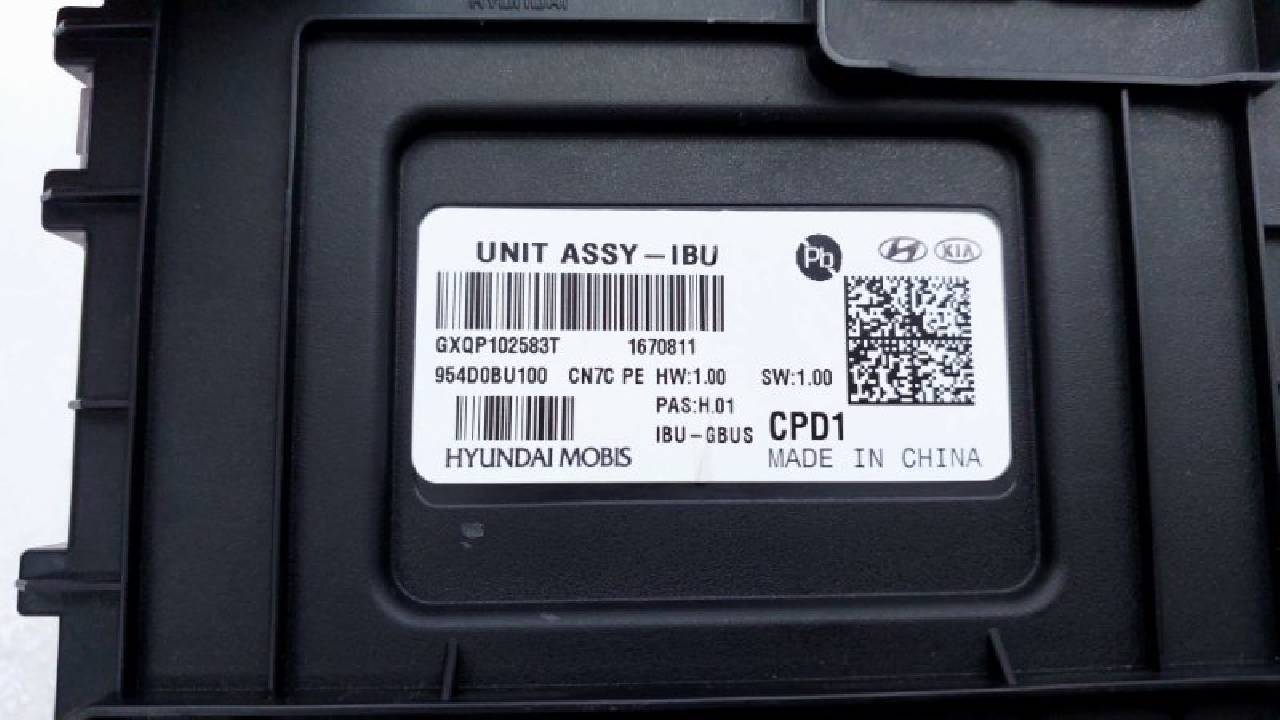 HYUNDAI
UNIT ASSY-IBU
Pb
KIA
GXQP102583T 1670811
954D0BU100 CN7C PE HW:1.00 SW:1.00
PAS:H.01
IBU-GBUS CPD1
HYUNDAI MOBIS MADE IN CHINA